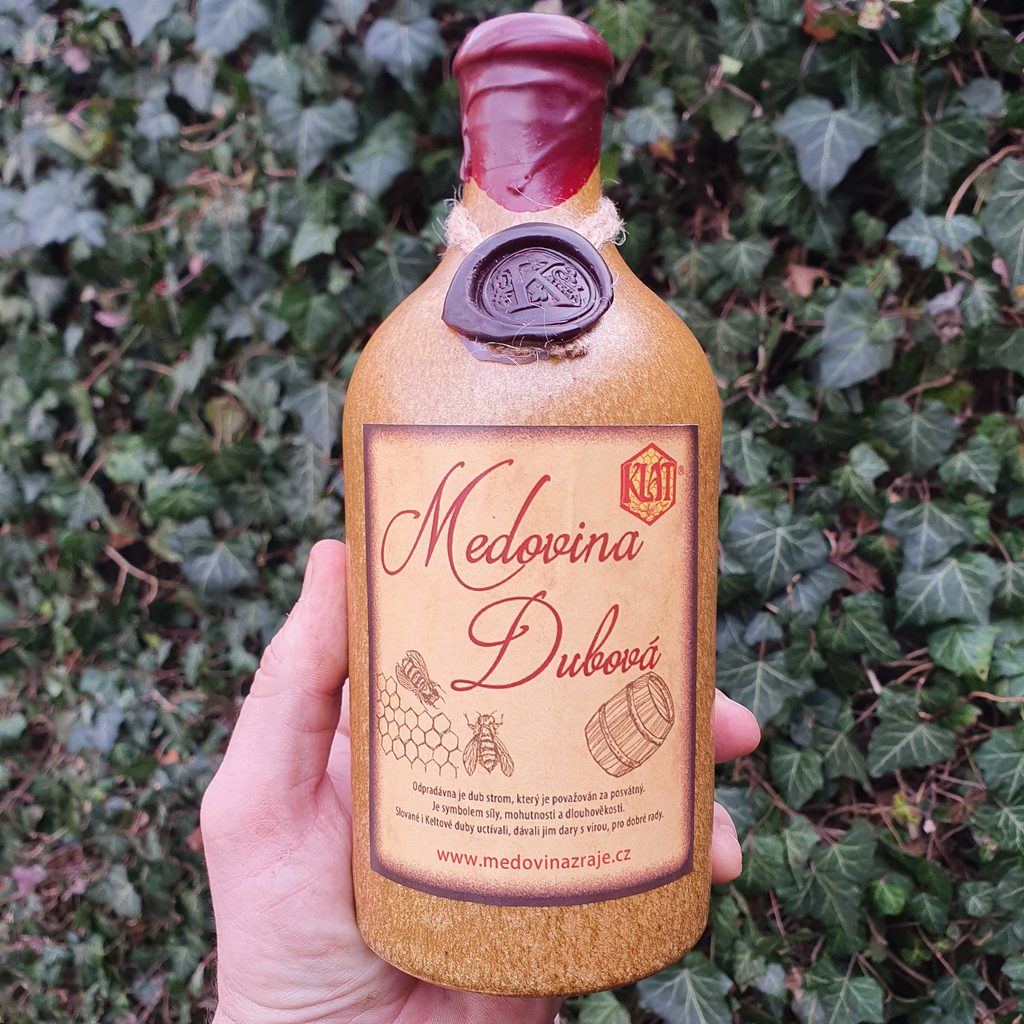 KLAT®
Medovina
Dubová
Odpradávna je dub strom, který je považován za posvátný.
Je symbolem síly, mohutnosti a dlouhověkosti.
Slované i Keltové duby uctívali, dávali jim dary s vírou, pro dobré rady.
www.medovinazraje.cz